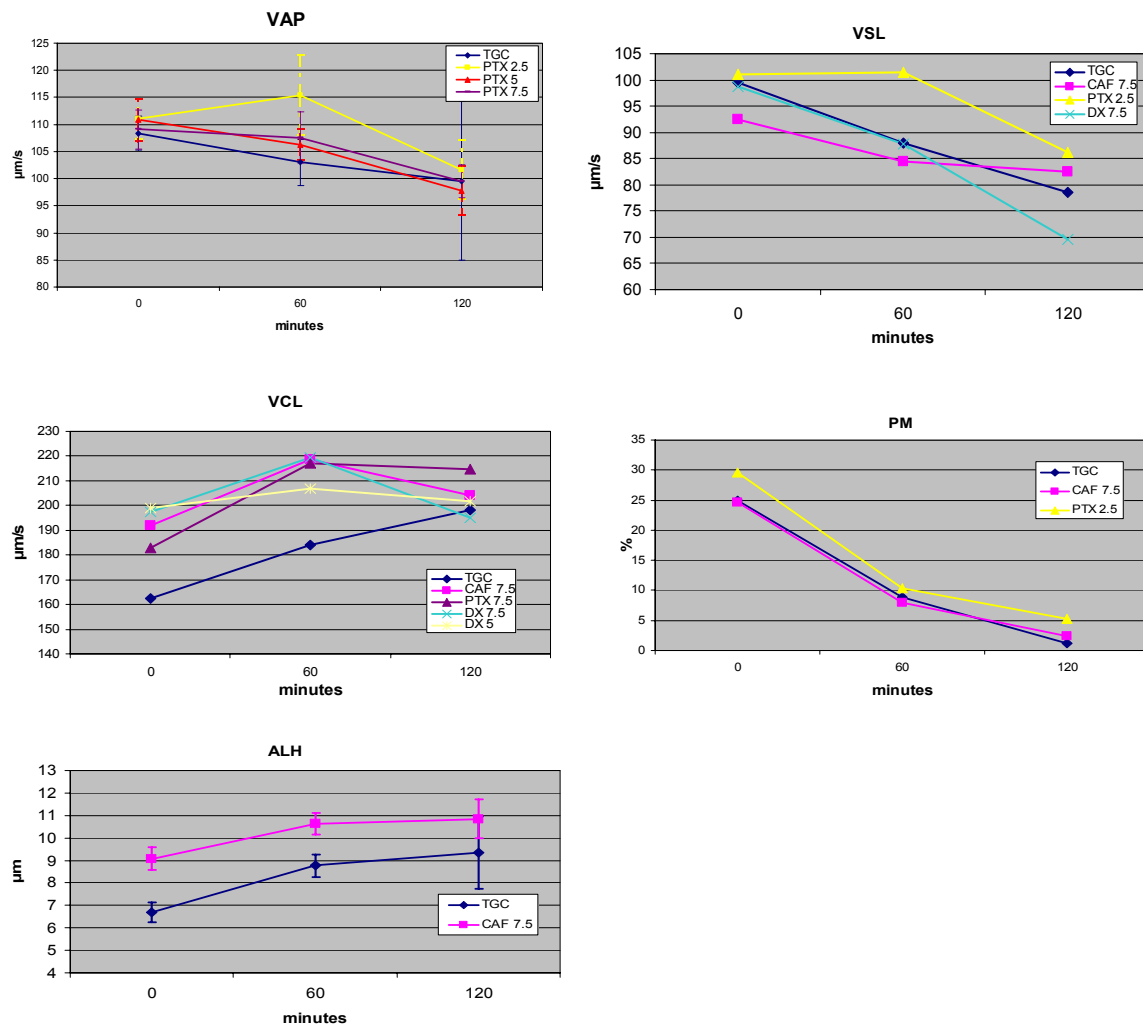 VAP
125
120
115
110
105
100
95
90
85
80
µm/s
0 60 120
minutes
TGC
PTX 2.5
PTX 5
PTX 7.5
VSL
105
100
95
90
85
80
75
70
65
60
µm/s
0 60 120
minutes
TGC
CAF 7.5
PTX 2.5
DX 7.5
VCL
230
220
210
200
190
180
170
160
150
140
µm/s
0 60 120
minutes
TGC
CAF 7.5
PTX 7.5
DX 7.5
DX 5
PM
35
30
25
20
15
10
5
0
%
0 60 120
minutes
TGC
CAF 7.5
PTX 2.5
ALH
13
12
11
10
9
8
7
6
5
4
µm
0 60 120
minutes
TGC
CAF 7.5